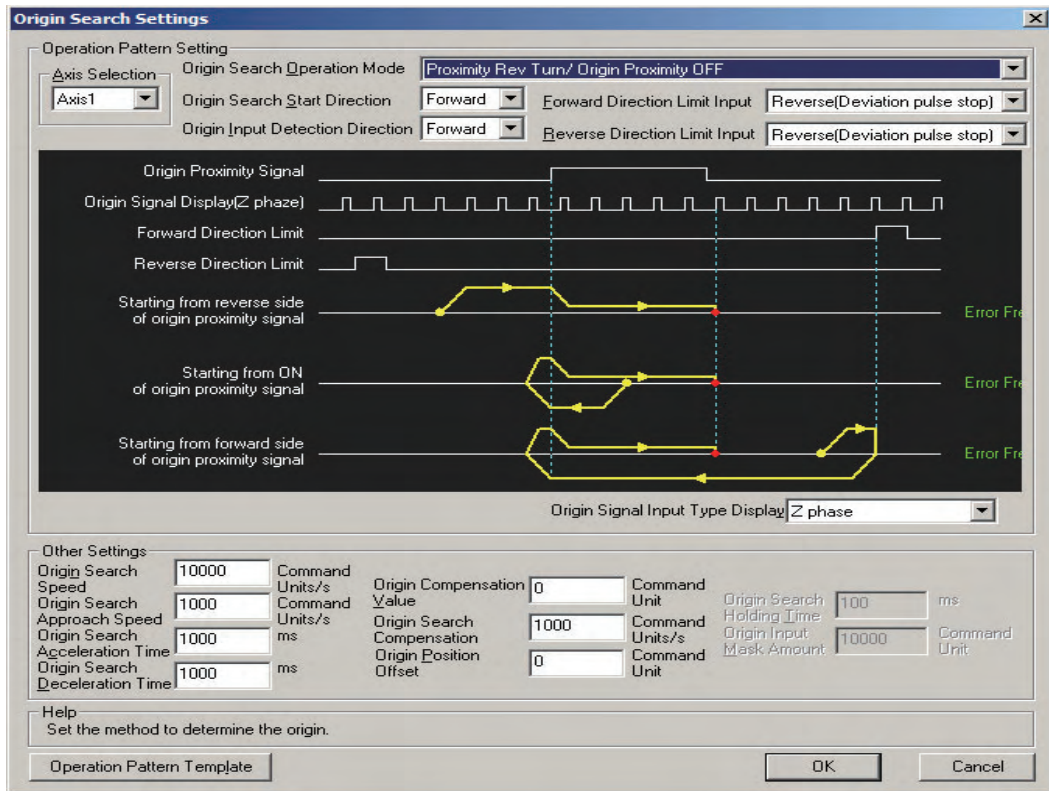 Origin Search Settings
Operation Pattern Setting
Axis Selection
Axis1
Origin Search Operation Mode
Proximity Rev Turn/ Origin Proximity OFF
Origin Search Start Direction
Forward
Forward Direction Limit Input
Reverse(Deviation pulse stop)
Origin Input Detection Direction
Forward
Reverse Direction Limit Input
Reverse(Deviation pulse stop)
Origin Proximity Signal
Origin Signal Display(Z phaze)
Forward Direction Limit
Reverse Direction Limit
Starting from reverse side
of origin proximity signal
Error Fre
Starting from ON
of origin proximity signal
Error Fre
Starting from forward side
of origin proximity signal
Error Fre
Origin Signal Input Type Display
Z phase
Other Settings
Origin Search
Speed
10000
Command
Units/s
Origin Search
Approach Speed
1000
Command
Units/s
Origin Search
Acceleration Time
1000
ms
Origin Search
Deceleration Time
1000
ms
Origin Compensation
Value
0
Command
Unit
Origin Search
Compensation
1000
Command
Units/s
Origin Position
Offset
0
Command
Unit
Origin Search
Holding Time
100
ms
Origin Input
Mask Amount
10000
Command
Unit
Help
Set the method to determine the origin.
Operation Pattern Template
OK
Cancel